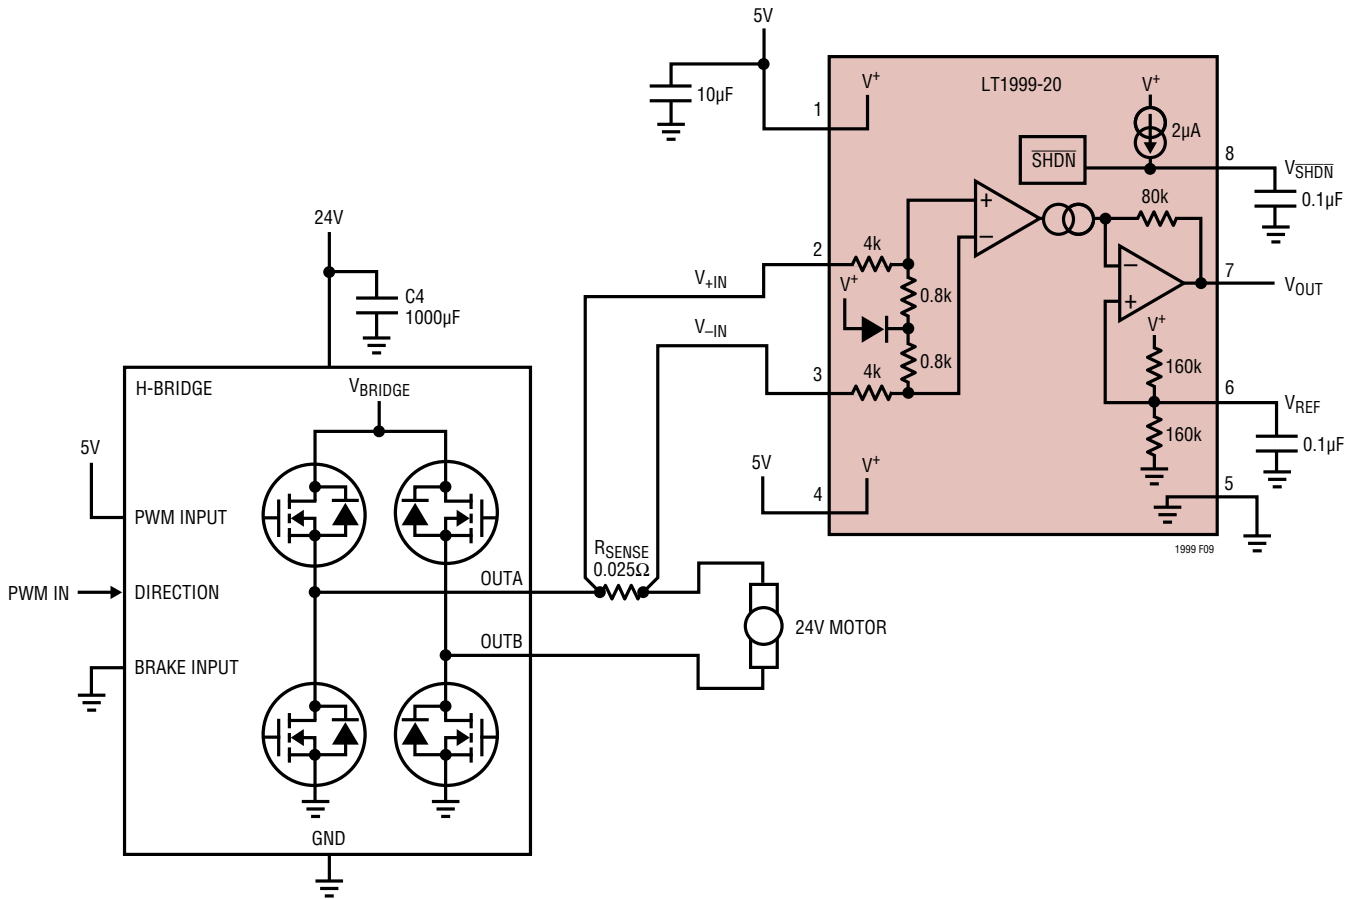 5V
10µF
1
V+
LT1999-20
V+
2µA
SHDN
8
VSHDN
0.1µF
80k
2
4k
V+IN
V+
0.8k
7
VOUT
V–IN
0.8k
V+
160k
3
4k
6
VREF
160k
0.1µF
5V
V+
4
5
1999 F09
24V
C4
1000µF
H-BRIDGE
VBRIDGE
5V
PWM INPUT
PWM IN
DIRECTION
BRAKE INPUT
OUTA
OUTB
RSENSE
0.025Ω
24V MOTOR
GND
+
–
–
+